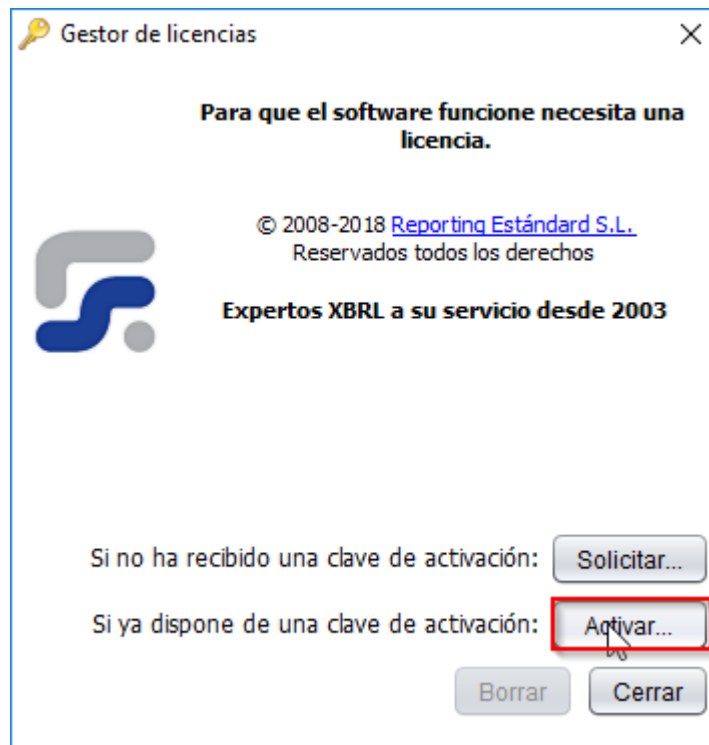 Gestor de licencias
Para que el software funcione necesita una
licencia.
© 2008-2018 Reporting Estándard S.L.
Reservados todos los derechos
Expertos XBRL a su servicio desde 2003
Si no ha recibido una clave de activación: Solicitar...
Si ya dispone de una clave de activación: Activar...
Borrar Cerrar